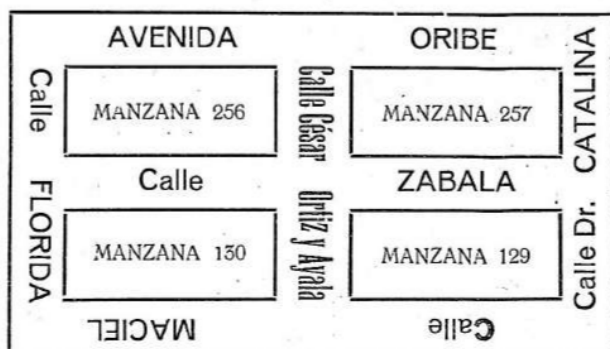 AVENIDA ORIBE
Calle FLORIDA
MANZANA 256
Calle César Ortiz y Ayala
MANZANA 257
Calle Dr. CATALINA
Calle ZABALA
MANZANA 130
MANZANA 129
Calle MACIEL